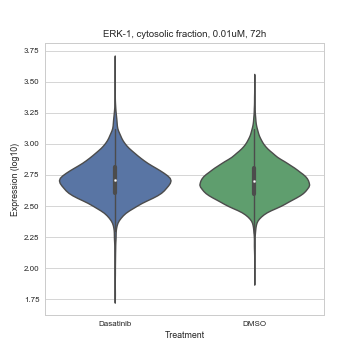 ERK-1, cytosolic fraction, 0.01uM, 72h
3.75
3.50
3.25
3.00
2.75
2.50
2.25
2.00
1.75
Expression (log10)
Dasatinib DMSO
Treatment